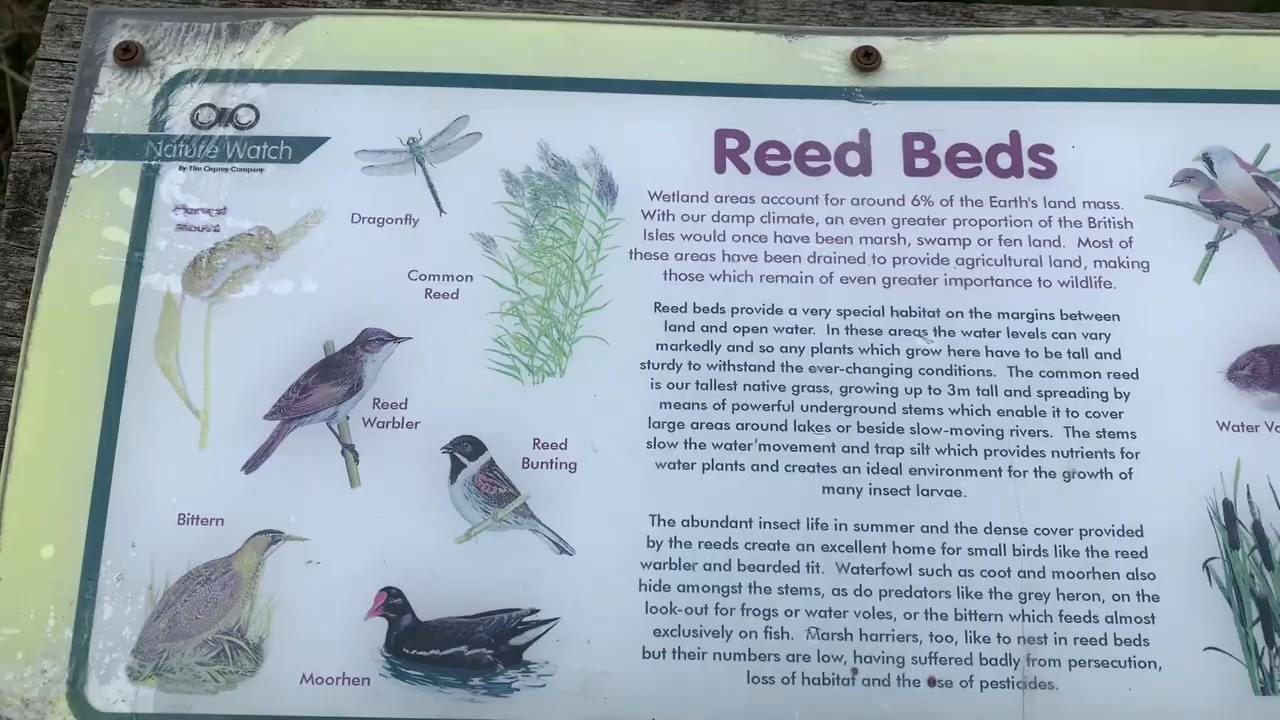 Nature Watch
By The Osprey Company
Harvest
Mouse
Dragonfly
Common
Reed
Reed
Warbler
Reed
Bunting
Bittern
Moorhen
Reed Beds
Wetland areas account for around 6% of the Earth's land mass.
With our damp climate, an even greater proportion of the British
Isles would once have been marsh, swamp or fen land. Most of
these areas have been drained to provide agricultural land, making
those which remain of even greater importance to wildlife.
Reed beds provide a very special habitat on the margins between
land and open water. In these areas the water levels can vary
markedly and so any plants which grow here have to be tall and
sturdy to withstand the ever-changing conditions. The common reed
is our tallest native grass, growing up to 3m tall and spreading by
means of powerful underground stems which enable it to cover
large areas around lakes or beside slow-moving rivers. The stems
slow the water movement and trap silt which provides nutrients for
water plants and creates an ideal environment for the growth of
many insect larvae.
The abundant insect life in summer and the dense cover provided
by the reeds create an excellent home for small birds like the reed
warbler and bearded tit. Waterfowl such as coot and moorhen also
hide amongst the stems, as do predators like the grey heron, on the
look-out for frogs or water voles, or the bittern which feeds almost
exclusively on fish. Marsh harriers, too, like to nest in reed beds
but their numbers are low, having suffered badly from persecution,
loss of habitat and the use of pesticides.
Water Vo